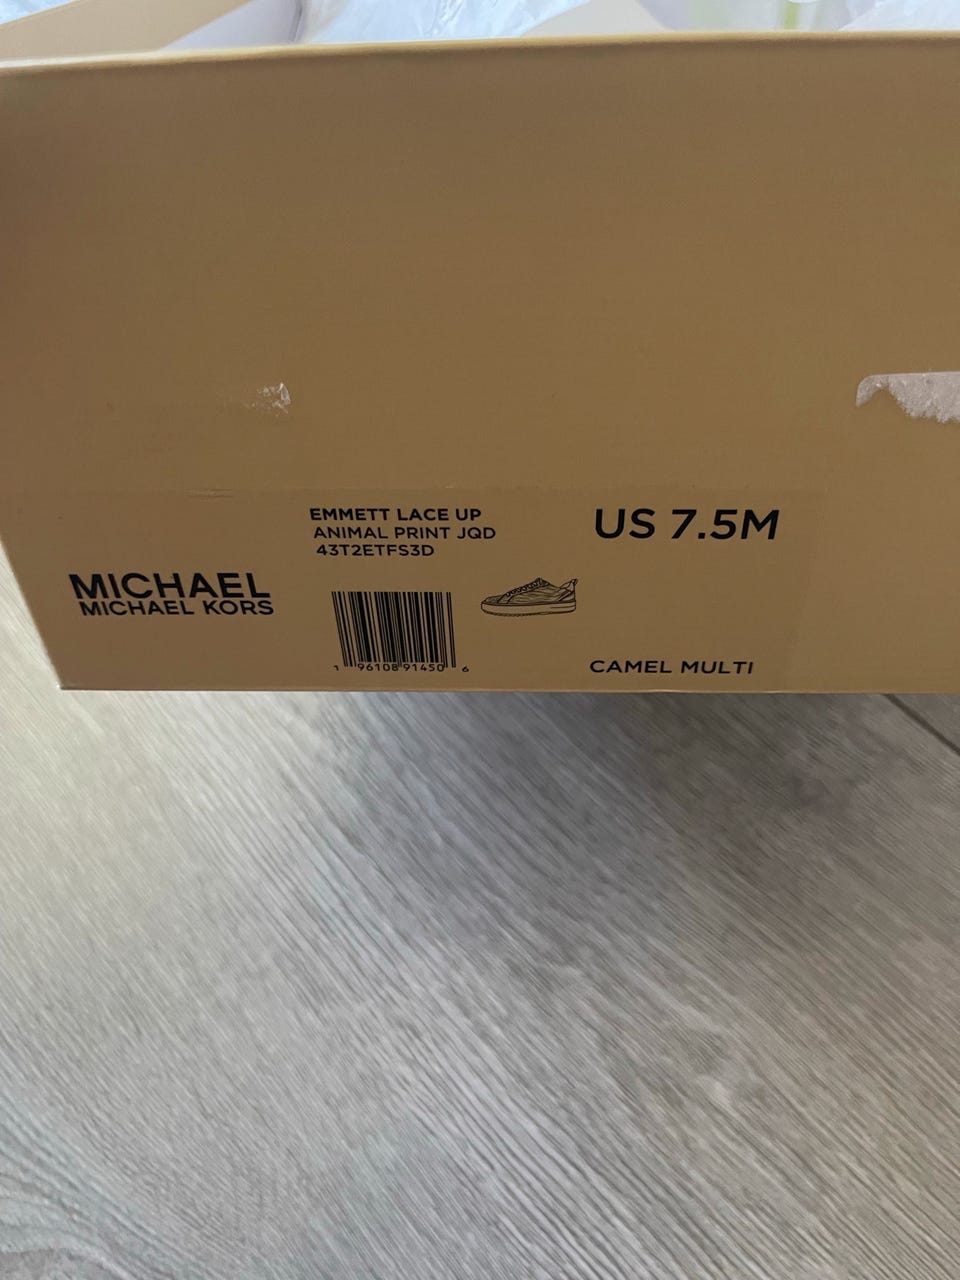 EMMETT LACE UP
ANIMAL PRINT JQD
43T2ETFS3D
US 7.5M
MICHAEL
MICHAEL KORS
1 96108 91450 6
CAMEL MULTI